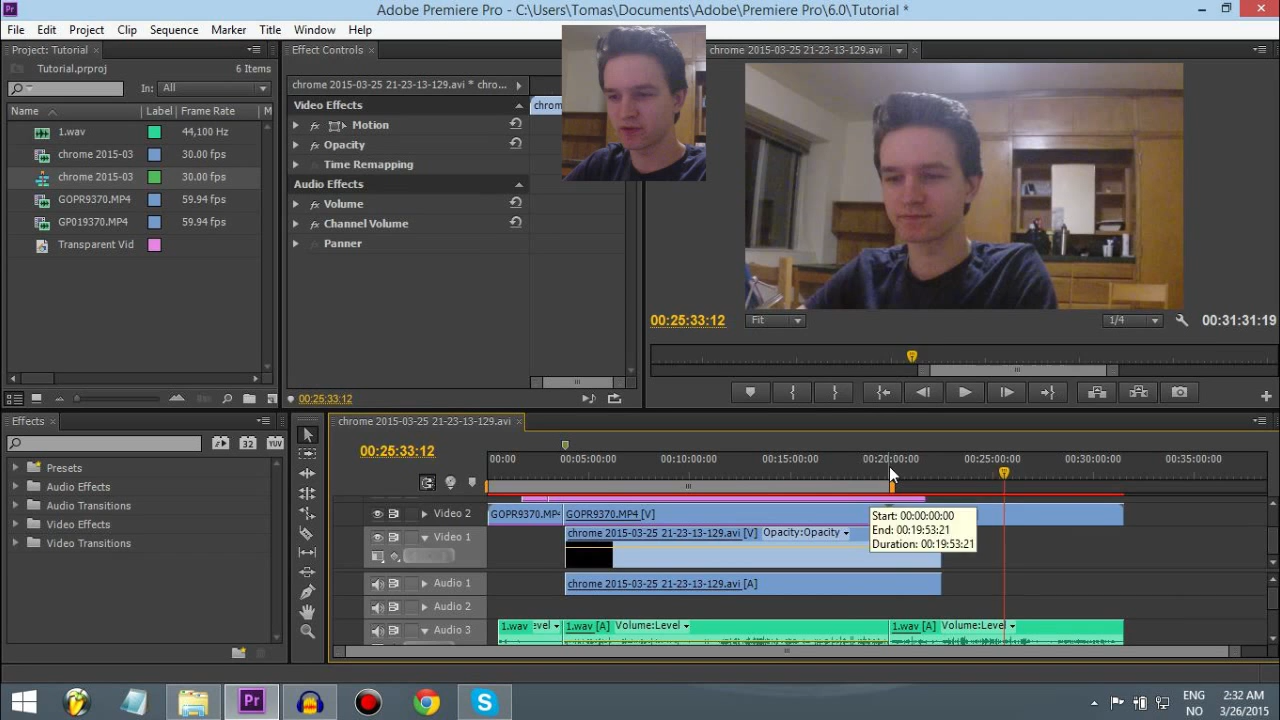 Adobe Premiere Pro - C:\Users\Tomas\Documents\Adobe\Premiere Pro\6.0\Tutorial *
File Edit Project Clip Sequence Marker Title Window Help
Project: Tutorial
Tutorial.prproj 6 Items
In: All
Name Label Frame Rate M
1.wav 44,100 Hz
chrome 2015-03 30.00 fps
chrome 2015-03 30.00 fps
GOPR9370.MP4 59.94 fps
GP019370.MP4 59.94 fps
Transparent Vid
Effect Controls
chrome 2015-03-25 21-23-13-129.avi * chro...
Video Effects
chrom
fx Motion
fx Opacity
Time Remapping
Audio Effects
fx Volume
fx Channel Volume
fx Panner
00:25:33:12
chrome 2015-03-25 21-23-13-129.avi
00:25:33:12 Fit 1/4 00:31:31:19
Effects
32 YUV
Presets
Audio Effects
Audio Transitions
Video Effects
Video Transitions
chrome 2015-03-25 21-23-13-129.avi
00:25:33:12
00:00 00:05:00:00 00:10:00:00 00:15:00:00 00:20:00:00 00:25:00:00 00:30:00:00 00:35:00:00
Start: 00:00:00:00
End: 00:19:53:21
Duration: 00:19:53:21
Video 2 GOPR9370.MP4 GOPR9370.MP4 [V]
Video 1 chrome 2015-03-25 21-23-13-129.avi [V] Opacity:Opacity
Audio 1 chrome 2015-03-25 21-23-13-129.avi [A]
Audio 2
Audio 3 1.wav :vel 1.wav [A] Volume:Level 1.wav [A] Volume:Level
Pr
ENG 2:32 AM
NO 3/26/2015